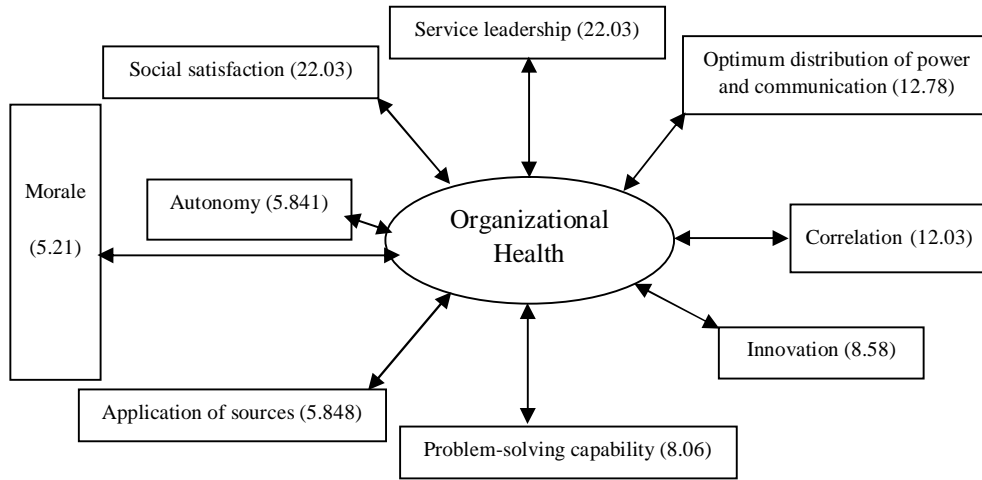 Service leadership (22.03)
Social satisfaction (22.03)
Optimum distribution of power
and communication (12.78)
Morale
(5.21)
Autonomy (5.841)
Organizational
Health
Correlation (12.03)
Innovation (8.58)
Application of sources (5.848)
Problem-solving capability (8.06)